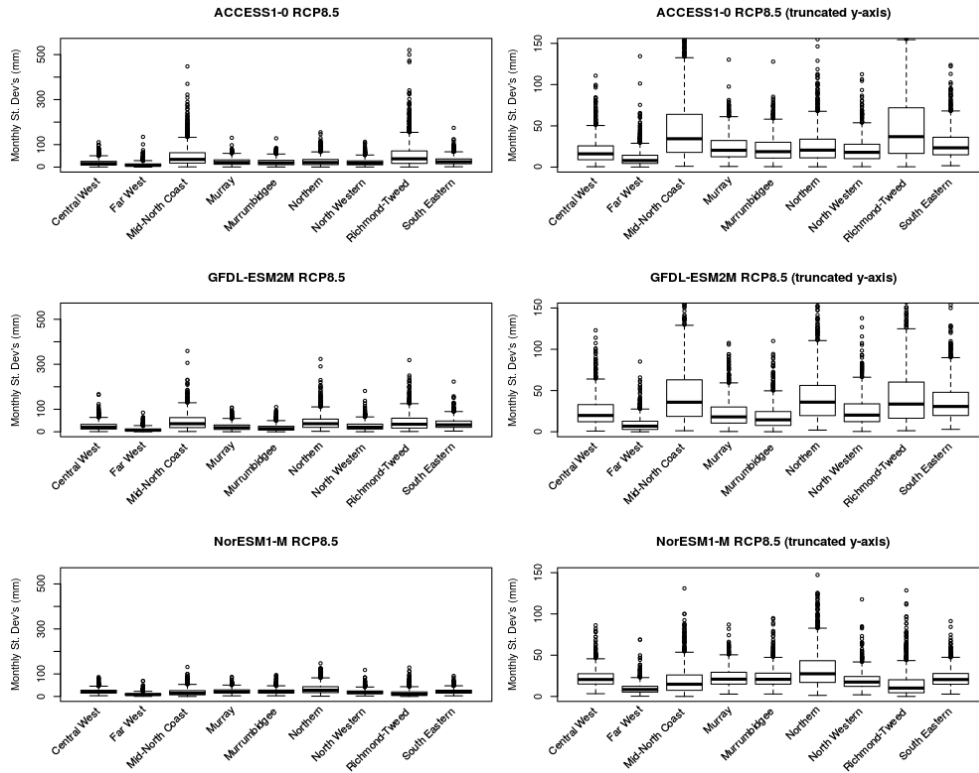 ACCESS1-0 RCP8.5
Monthly St. Dev's (mm)
0 100 300 500
Central West
Far West
Mid-North Coast
Murray
Murrumbidgee
Northern
North Western
Richmond-Tweed
South Eastern
ACCESS1-0 RCP8.5 (truncated y-axis)
Monthly St. Dev's (mm)
0 50 100 150
Central West
Far West
Mid-North Coast
Murray
Murrumbidgee
Northern
North Western
Richmond-Tweed
South Eastern
GFDL-ESM2M RCP8.5
Monthly St. Dev's (mm)
0 100 300 500
Central West
Far West
Mid-North Coast
Murray
Murrumbidgee
Northern
North Western
Richmond-Tweed
South Eastern
GFDL-ESM2M RCP8.5 (truncated y-axis)
Monthly St. Dev's (mm)
0 50 100 150
Central West
Far West
Mid-North Coast
Murray
Murrumbidgee
Northern
North Western
Richmond-Tweed
South Eastern
NorESM1-M RCP8.5
Monthly St. Dev's (mm)
0 100 300 500
Central West
Far West
Mid-North Coast
Murray
Murrumbidgee
Northern
North Western
Richmond-Tweed
South Eastern
NorESM1-M RCP8.5 (truncated y-axis)
Monthly St. Dev's (mm)
0 50 100 150
Central West
Far West
Mid-North Coast
Murray
Murrumbidgee
Northern
North Western
Richmond-Tweed
South Eastern